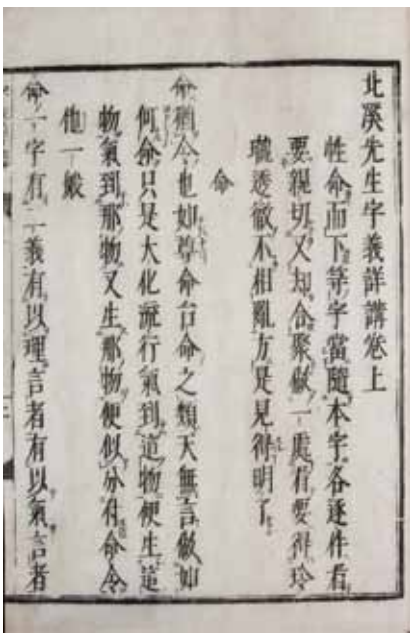 北溪先生字義詳講卷上
性命而下等字當隨本字各逐件看
要親切又却合聚做一處看要得玲
瓏透徹不相亂方是見得明了
命
命猶令也如尊命台命之類天無言做如
何命只是大化流行氣到這物便生這
物氣到那物又生那物便似分付命令
他一般
命一字有二義有以理言者有以氣言者